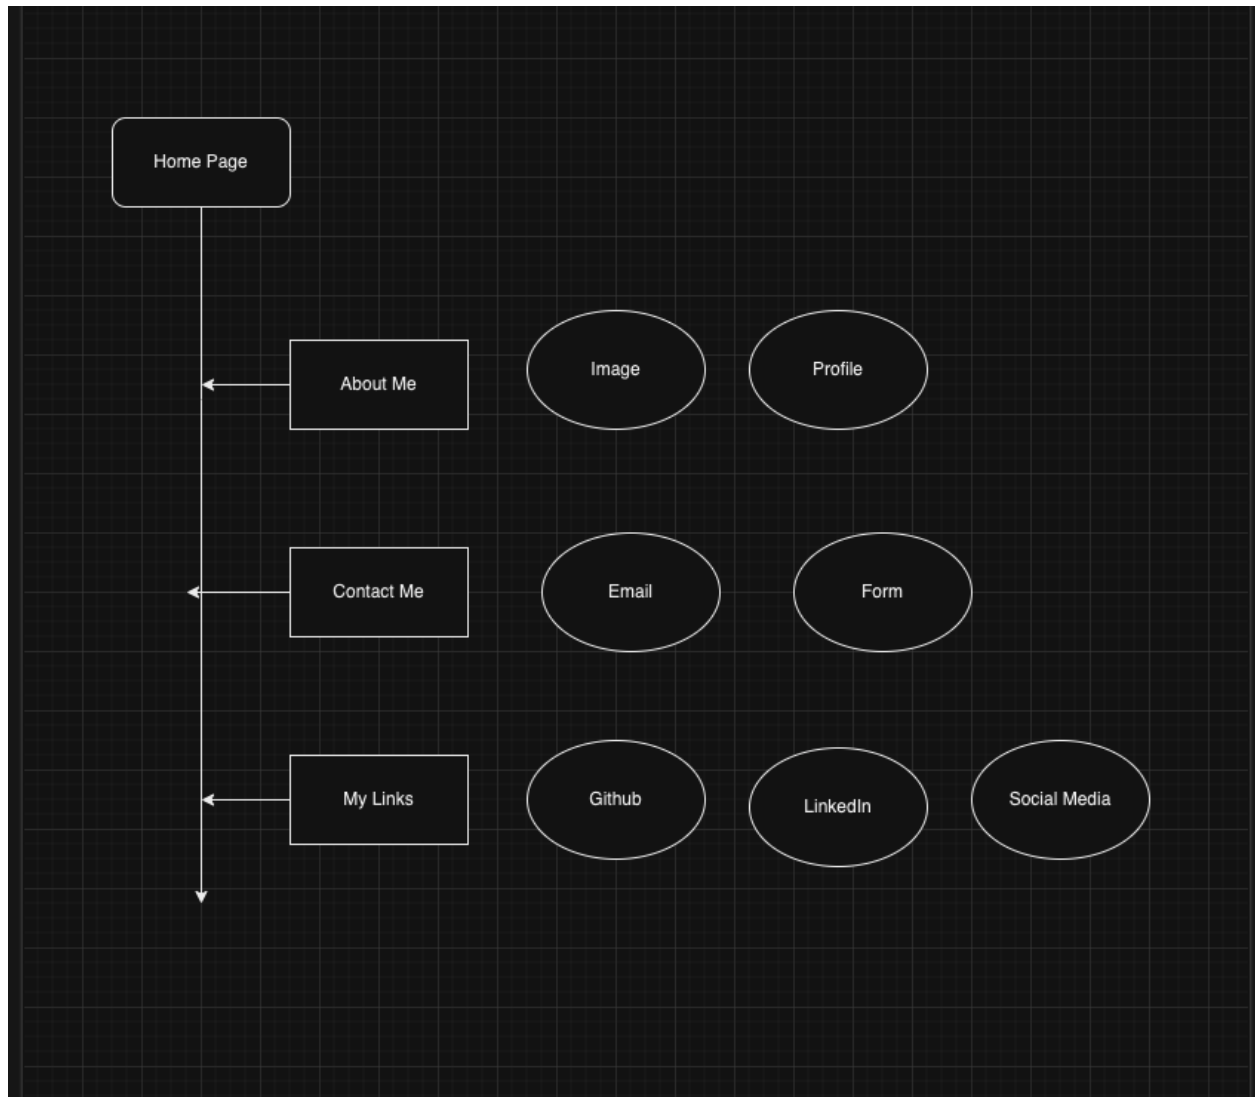 Home Page
About Me
Image
Profile
Contact Me
Email
Form
My Links
Github
LinkedIn
Social Media